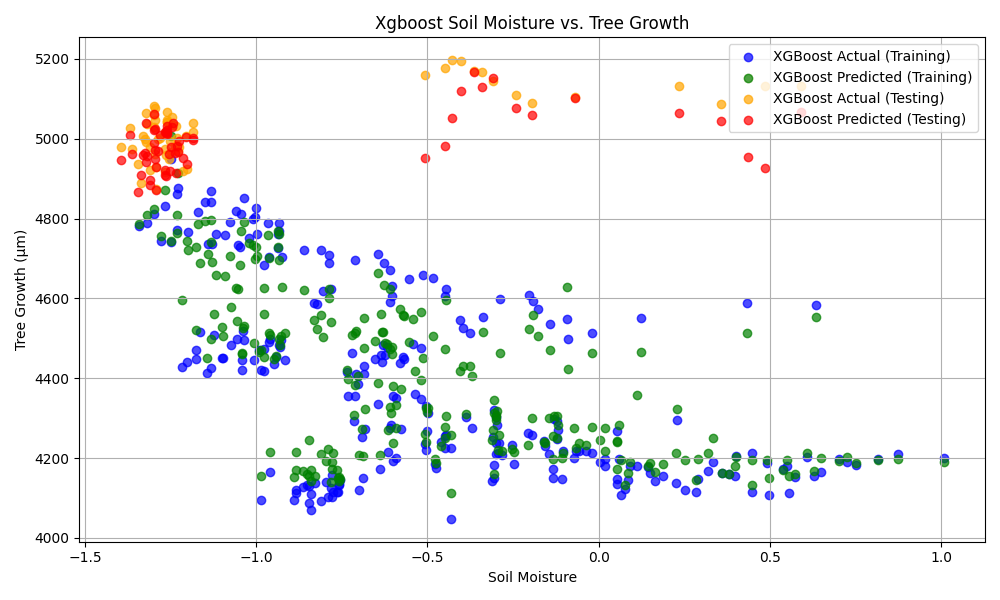 Xgboost Soil Moisture vs. Tree Growth
XGBoost Actual (Training)
XGBoost Predicted (Training)
XGBoost Actual (Testing)
XGBoost Predicted (Testing)
Tree Growth (μm)
5200
5000
4800
4600
4400
4200
4000
−1.5
−1.0
−0.5
0.0
0.5
1.0
Soil Moisture